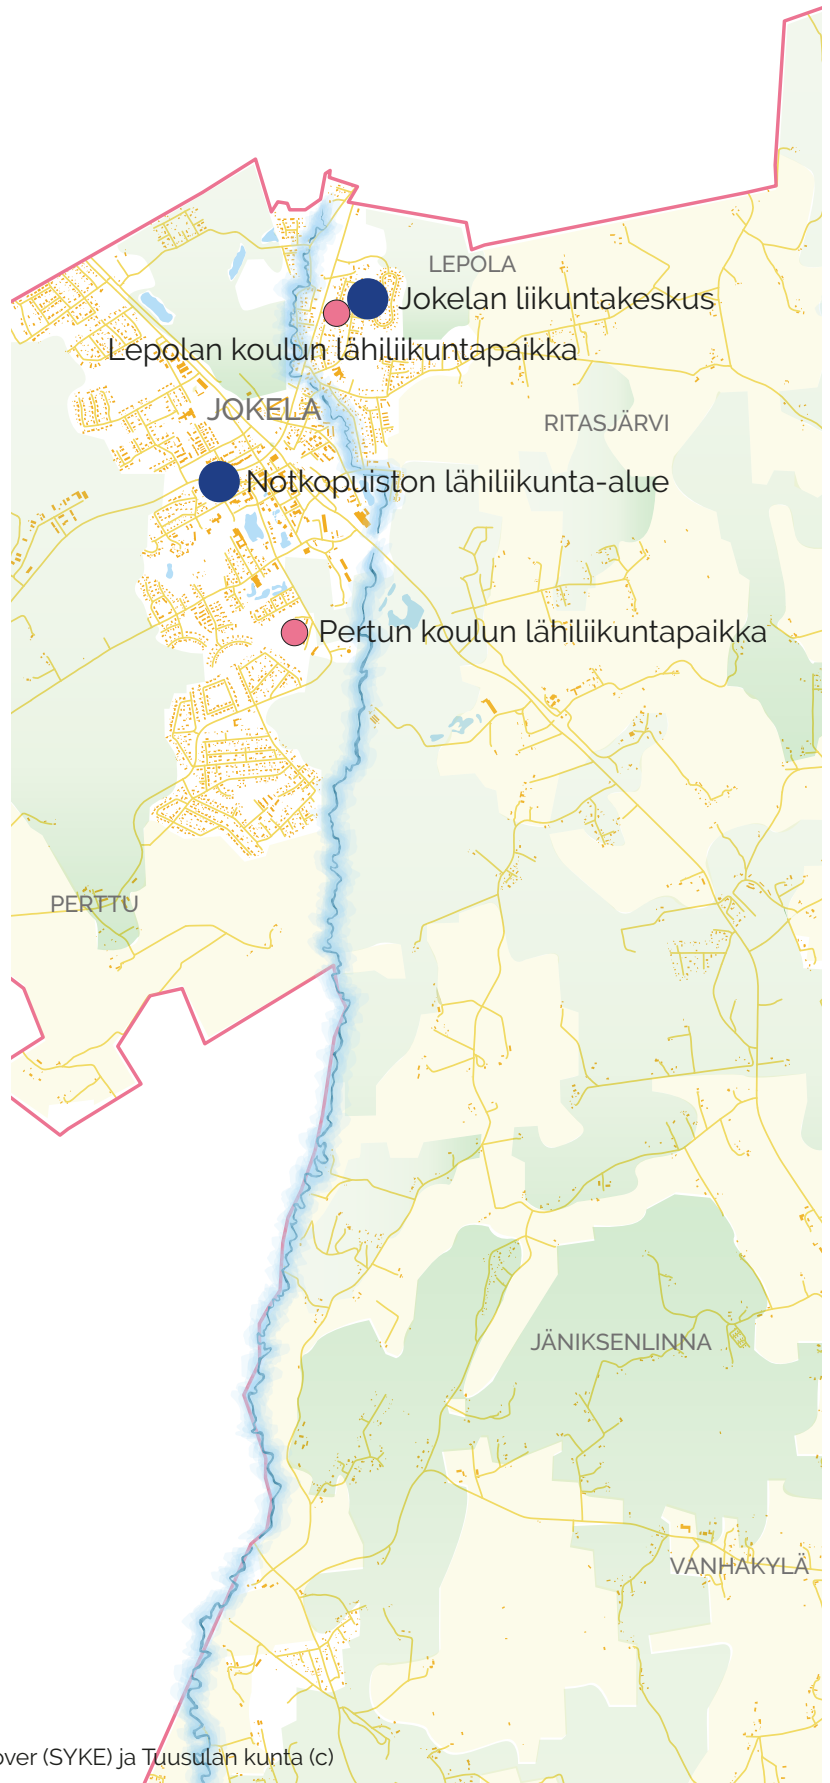 LEPOLA
Jokelan liikuntakeskus
Lepolan koulun lähiliikuntapaikka
JOKELA
RITASJÄRVI
Notkopuiston lähiliikunta-alue
Pertun koulun lähiliikuntapaikka
PERTTU
JÄNIKSENLINNA
VANHAKYLÄ
over (SYKE) ja Tuusulan kunta (c)